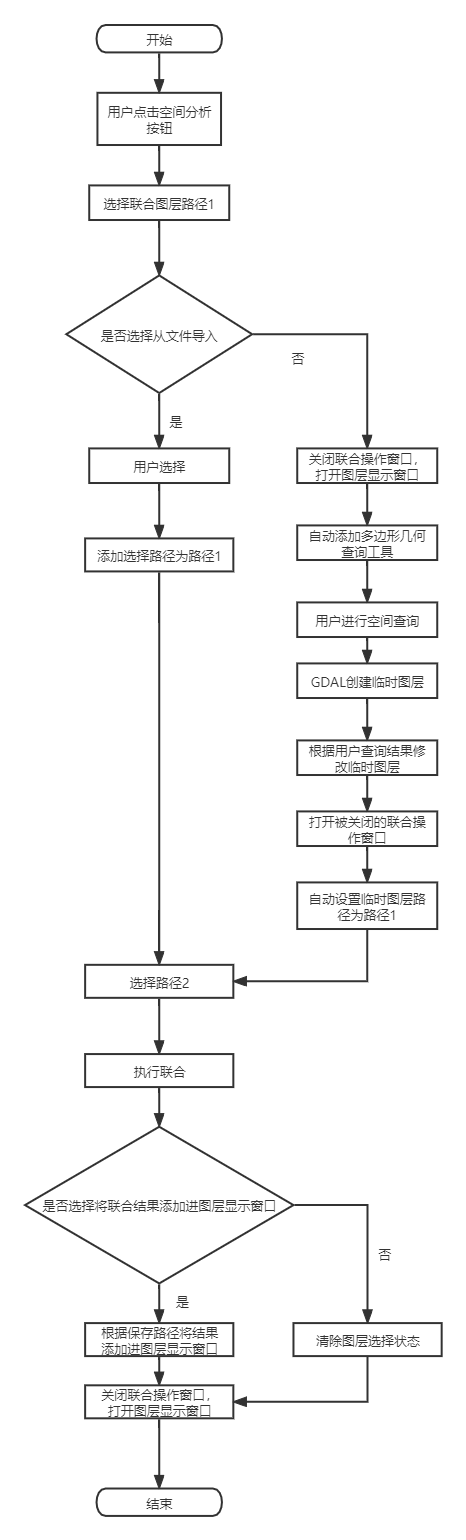 开始
用户点击空间分析
按钮
选择联合图层路径1
是否选择从文件导入
否
是
用户选择
关闭联合操作窗口，
打开图层显示窗口
自动添加多边形几何
查询工具
添加选择路径为路径1
用户进行空间查询
GDAL创建临时图层
根据用户查询结果修
改临时图层
打开被关闭的联合操
作窗口
自动设置临时图层路
径为路径1
选择路径2
执行联合
是否选择将联合结果添加进图层显示窗口
否
是
根据保存路径将结果
添加进图层显示窗口
清除图层选择状态
关闭联合操作窗口，
打开图层显示窗口
结束